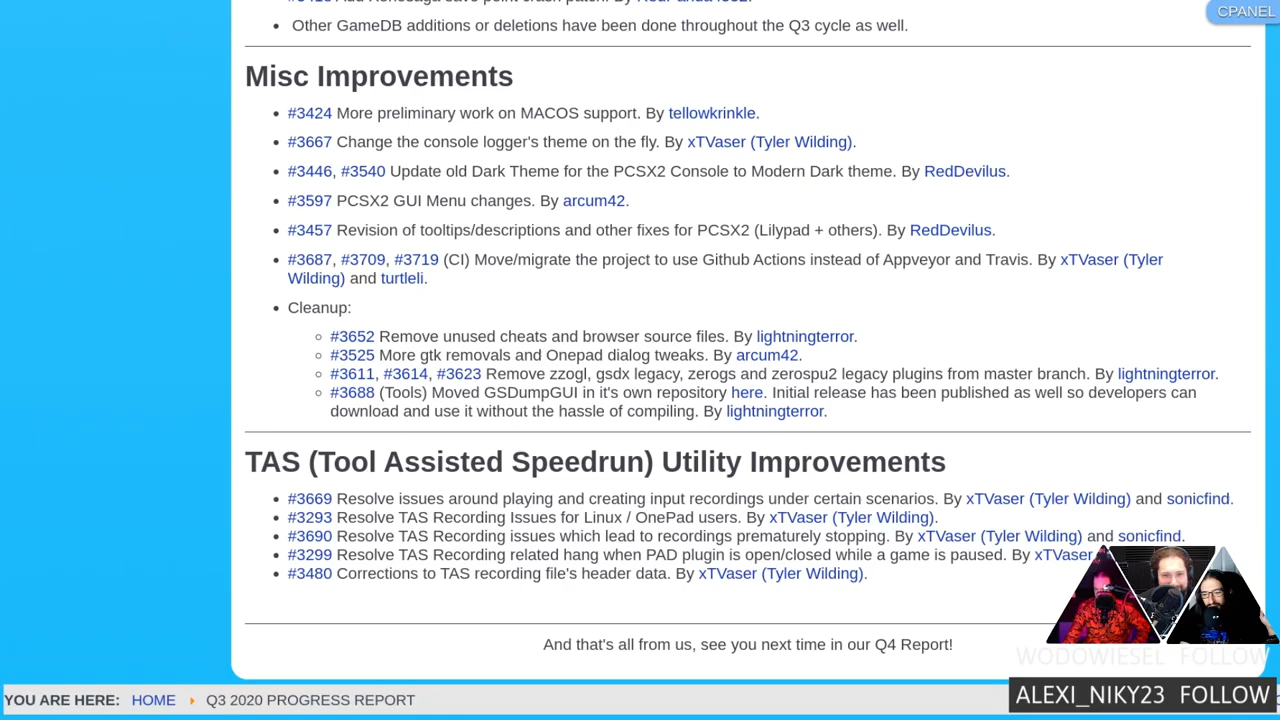 CPANEL
Other GameDB additions or deletions have been done throughout the Q3 cycle as well.
Misc Improvements
#3424 More preliminary work on MACOS support. By tellowkrinkle.
#3667 Change the console logger's theme on the fly. By xTVaser (Tyler Wilding).
#3446, #3540 Update old Dark Theme for the PCSX2 Console to Modern Dark theme. By RedDevilus.
#3597 PCSX2 GUI Menu changes. By arcum42.
#3457 Revision of tooltips/descriptions and other fixes for PCSX2 (Lilypad + others). By RedDevilus.
#3687, #3709, #3719 (CI) Move/migrate the project to use Github Actions instead of Appveyor and Travis. By xTVaser (Tyler
Wilding) and turtleli.
Cleanup:
#3652 Remove unused cheats and browser source files. By lightningterror.
#3525 More gtk removals and Onepad dialog tweaks. By arcum42.
#3611, #3614, #3623 Remove zzogl, gsdx legacy, zerogs and zerospu2 legacy plugins from master branch. By lightningterror.
#3688 (Tools) Moved GSDumpGUI in it's own repository here. Initial release has been published as well so developers can
download and use it without the hassle of compiling. By lightningterror.
TAS (Tool Assisted Speedrun) Utility Improvements
#3669 Resolve issues around playing and creating input recordings under certain scenarios. By xTVaser (Tyler Wilding) and sonicfind.
#3293 Resolve TAS Recording Issues for Linux / OnePad users. By xTVaser (Tyler Wilding).
#3690 Resolve TAS Recording issues which lead to recordings prematurely stopping. By xTVaser (Tyler Wilding) and sonicfind.
#3299 Resolve TAS Recording related hang when PAD plugin is open/closed while a game is paused. By xTVaser
#3480 Corrections to TAS recording file's header data. By xTVaser (Tyler Wilding).
And that's all from us, see you next time in our Q4 Report!
WODOWIESEL FOLLOW
YOU ARE HERE: HOME Q3 2020 PROGRESS REPORT
ALEXI_NIKY23 FOLLOW